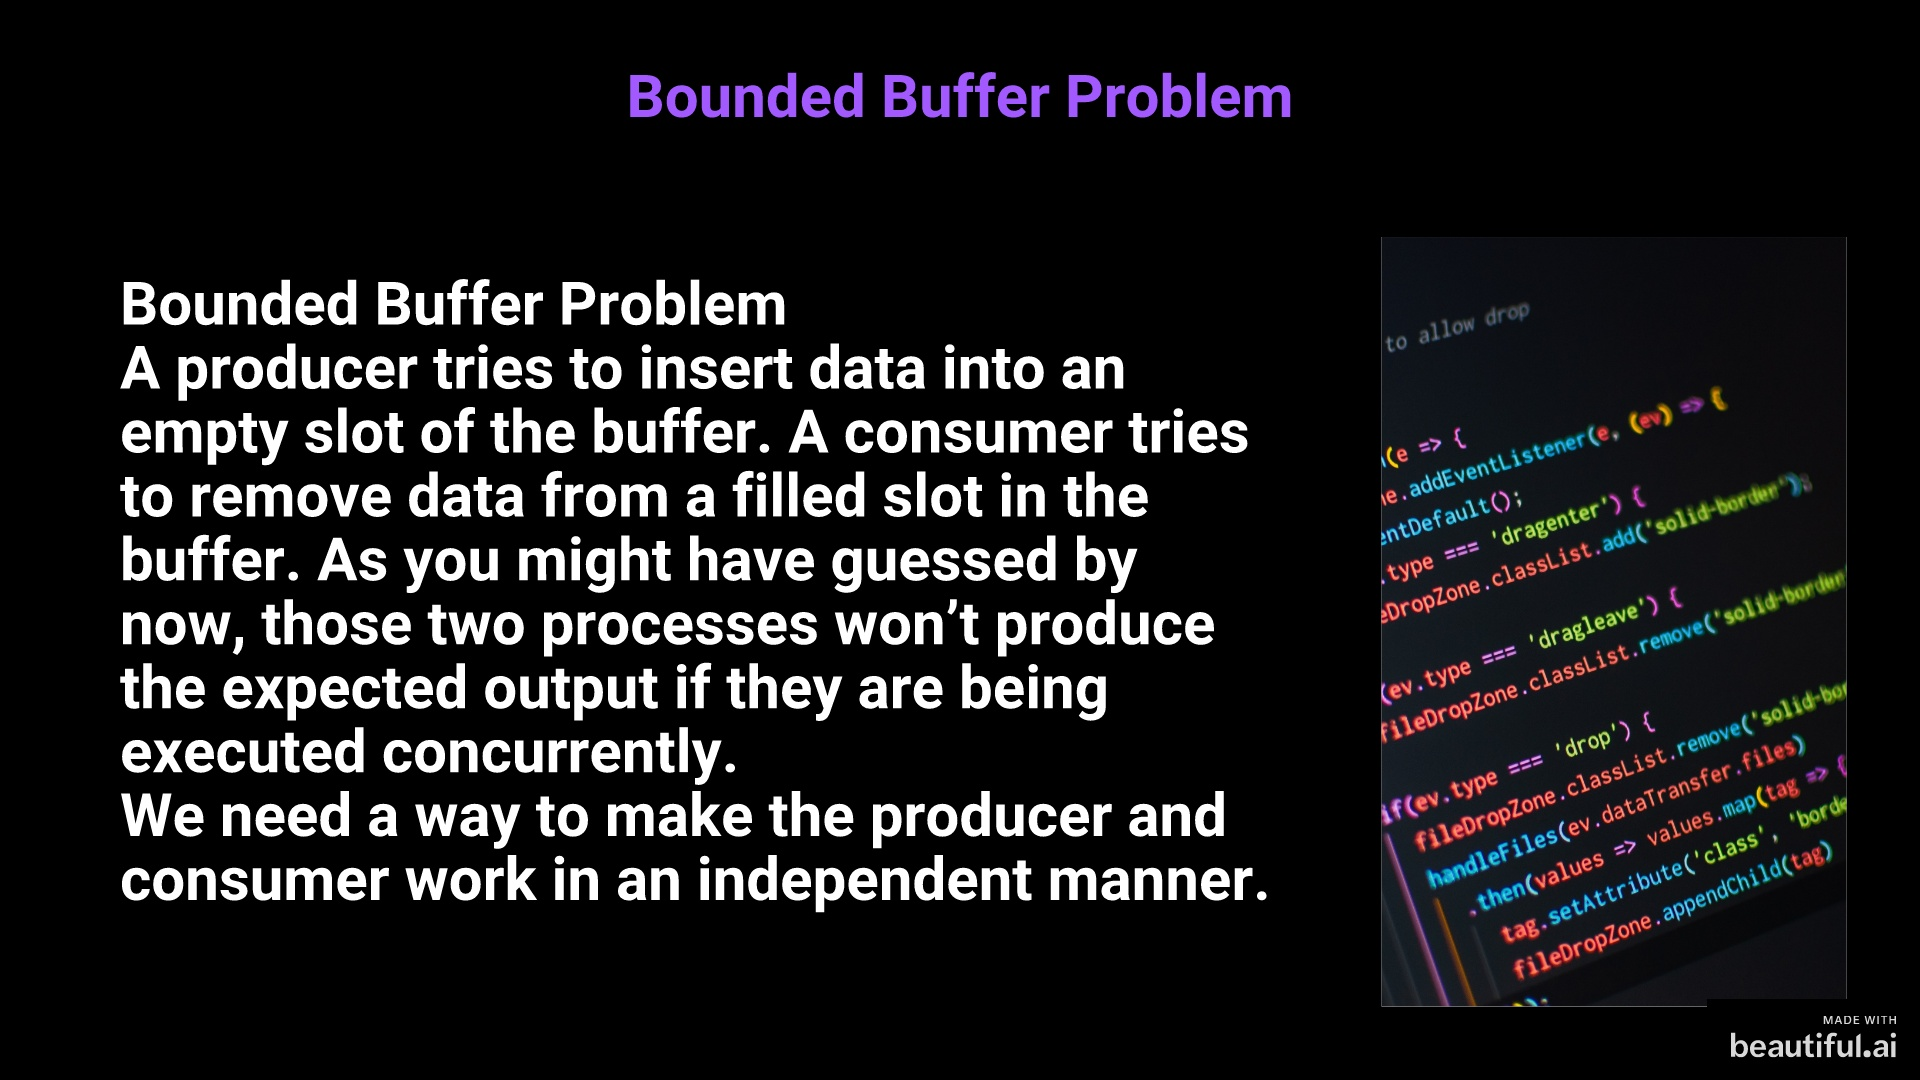 Bounded Buffer Problem
Bounded Buffer Problem
A producer tries to insert data into an
empty slot of the buffer. A consumer tries
to remove data from a filled slot in the
buffer. As you might have guessed by
now, those two processes won’t produce
the expected output if they are being
executed concurrently.
We need a way to make the producer and
consumer work in an independent manner.
to allow drop
(e => {
.addEventListener(e, (ev) => {
entDefault();
.type === 'dragenter') {
eDropZone.classList.add('solid-border');
(ev.type === 'dragleave') {
fileDropZone.classList.remove('solid-border'
if(ev.type === 'drop') {
fileDropZone.classList.remove('solid-bor
handleFiles(ev.dataTransfer.files)
.then(values => values.map(tag => {
tag.setAttribute('class', 'borde
fileDropZone.appendChild(tag)
MADE WITH
beautiful.ai